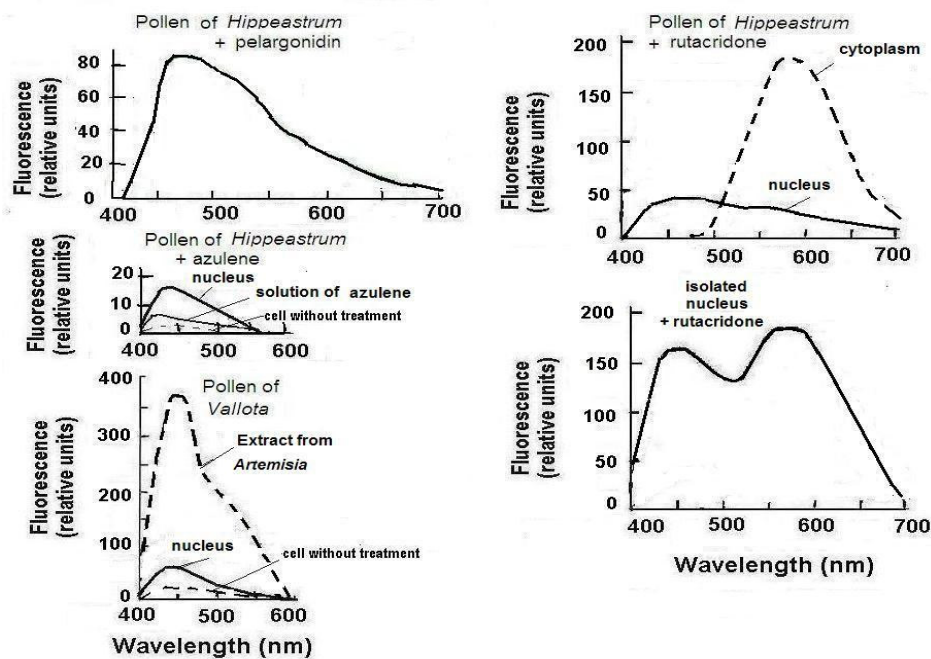 Pollen of Hippeastrum
+ pelargonidin
Fluorescence
(relative units)
80
60
40
20
0
400
500
600
700
Pollen of Hippeastrum
+ azulene
nucleus
solution of azulene
cell without treatment
Fluorescence
(relative units)
20
10
0
400
500
600
Pollen of
Vallota
Extract from
Artemisia
nucleus
cell without treatment
Fluorescence
(relative units)
400
300
200
100
0
400
500
600
Wavelength (nm)
Pollen of Hippeastrum
+ rutacridone
cytoplasm
nucleus
Fluorescence
(relative units)
200
150
100
50
0
400
500
600
700
isolated
nucleus
+ rutacridone
Fluorescence
(relative units)
200
150
100
50
0
400
500
600
700
Wavelength (nm)